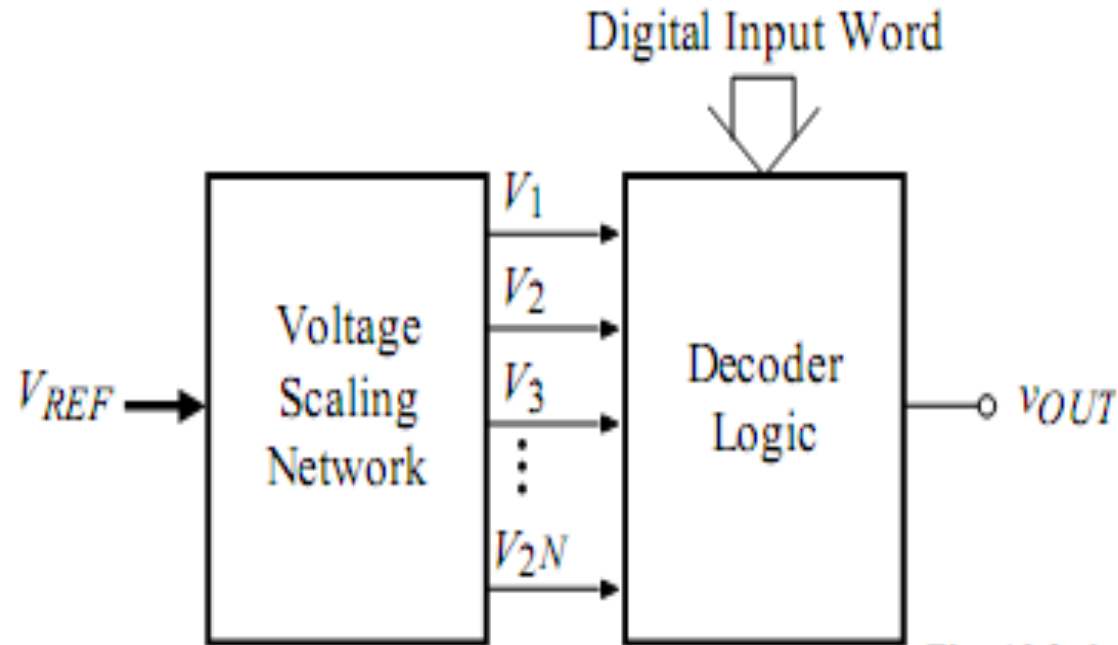 Digital Input Word
V1
V2
V3
V2N
Voltage
Scaling
Network
Decoder
Logic
VREF
vOUT